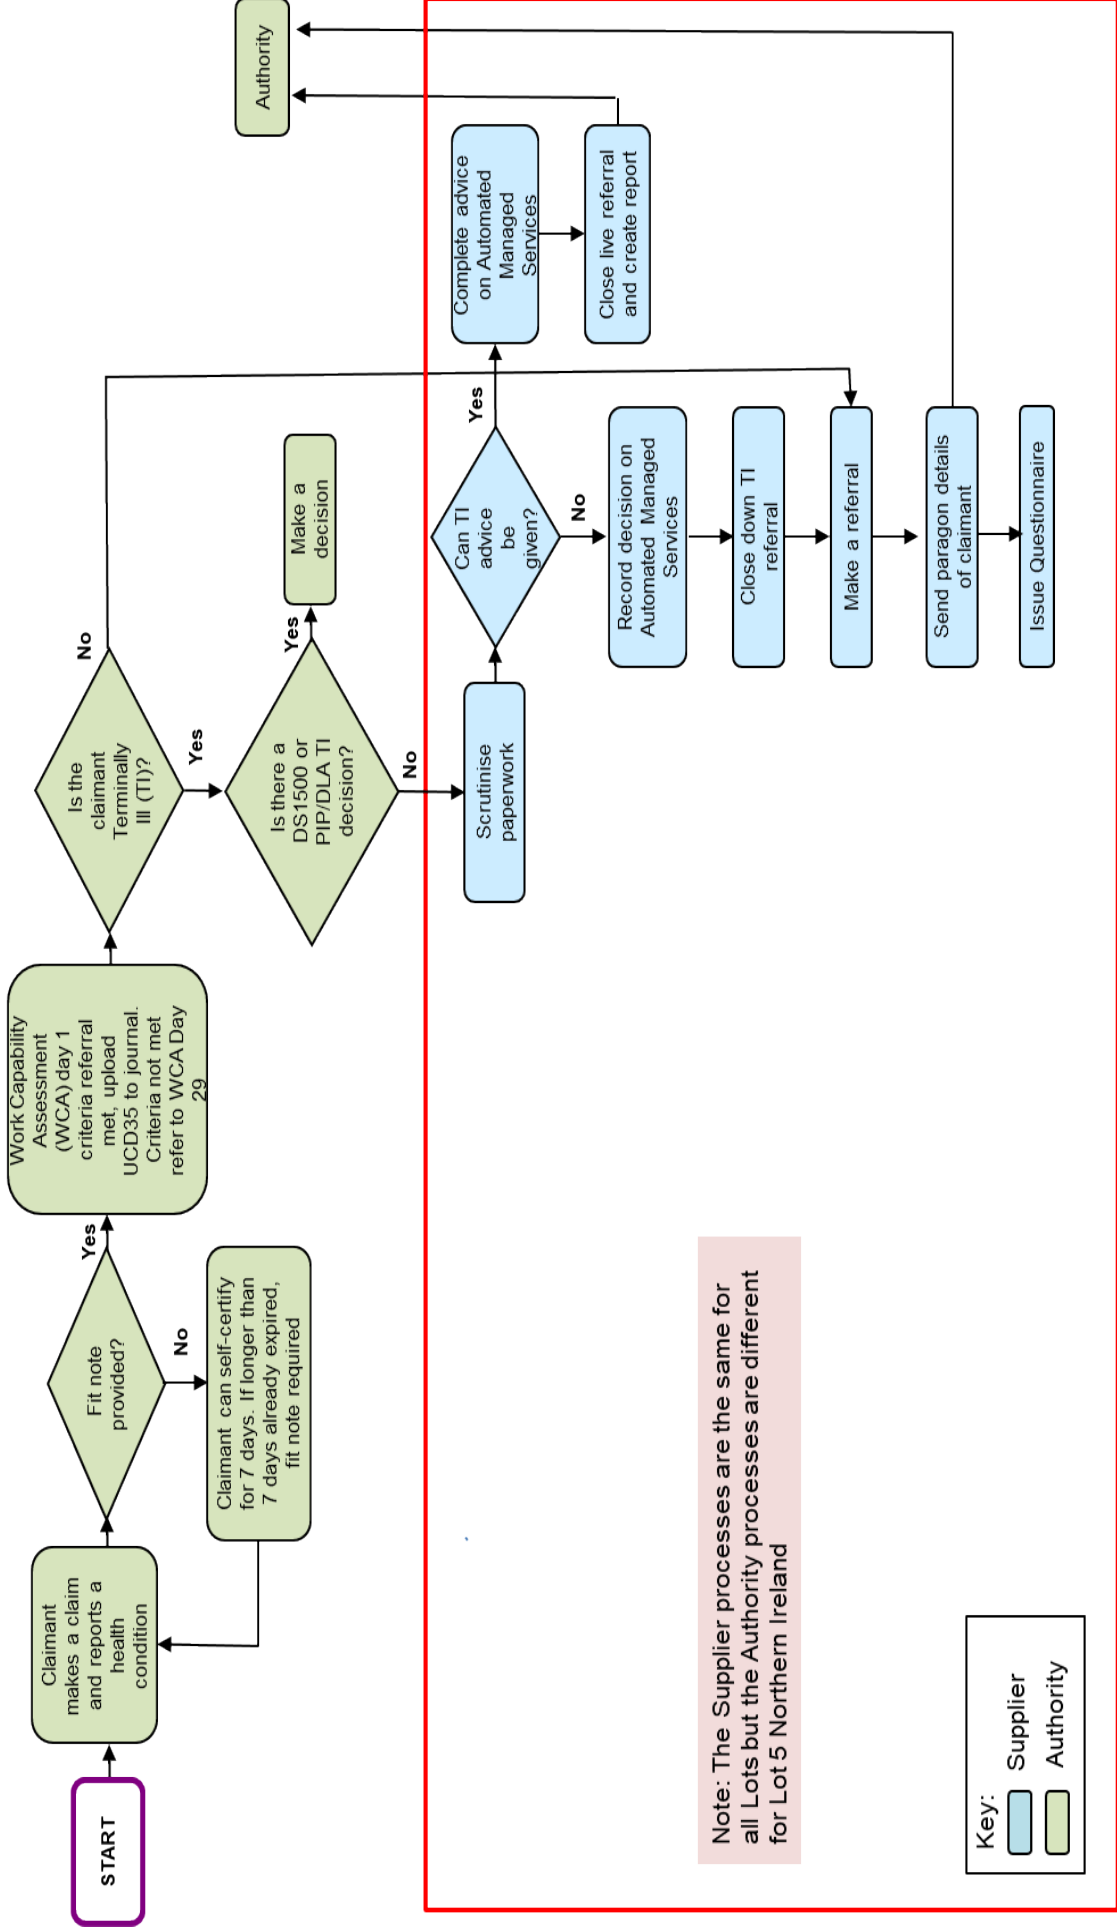 START
Claimant
makes a claim
and reports a
health
condition
Fit note
provided?
Yes
No
Claimant can self-certify
for 7 days. If longer than
7 days already expired,
fit note required
Work Capability
Assessment
(WCA) day 1
criteria referral
met, upload
UCD35 to journal.
Criteria not met
refer to WCA Day
29
Is the
claimant
Terminally
Ill (TI)?
No
Yes
Is there a
DS1500 or
PIP/DLA TI
decision?
Yes
Make a
decision
No
Scrutinise
paperwork
Can TI
advice
be
given?
Yes
Complete advice
on Automated
Managed
Services
Close live referral
and create report
Authority
No
Record decision on
Automated Managed
Services
Close down TI
referral
Make a referral
Send paragon details
of claimant
Issue Questionnaire
Note: The Supplier processes are the same for
all Lots but the Authority processes are different
for Lot 5 Northern Ireland
Key:
Supplier
Authority